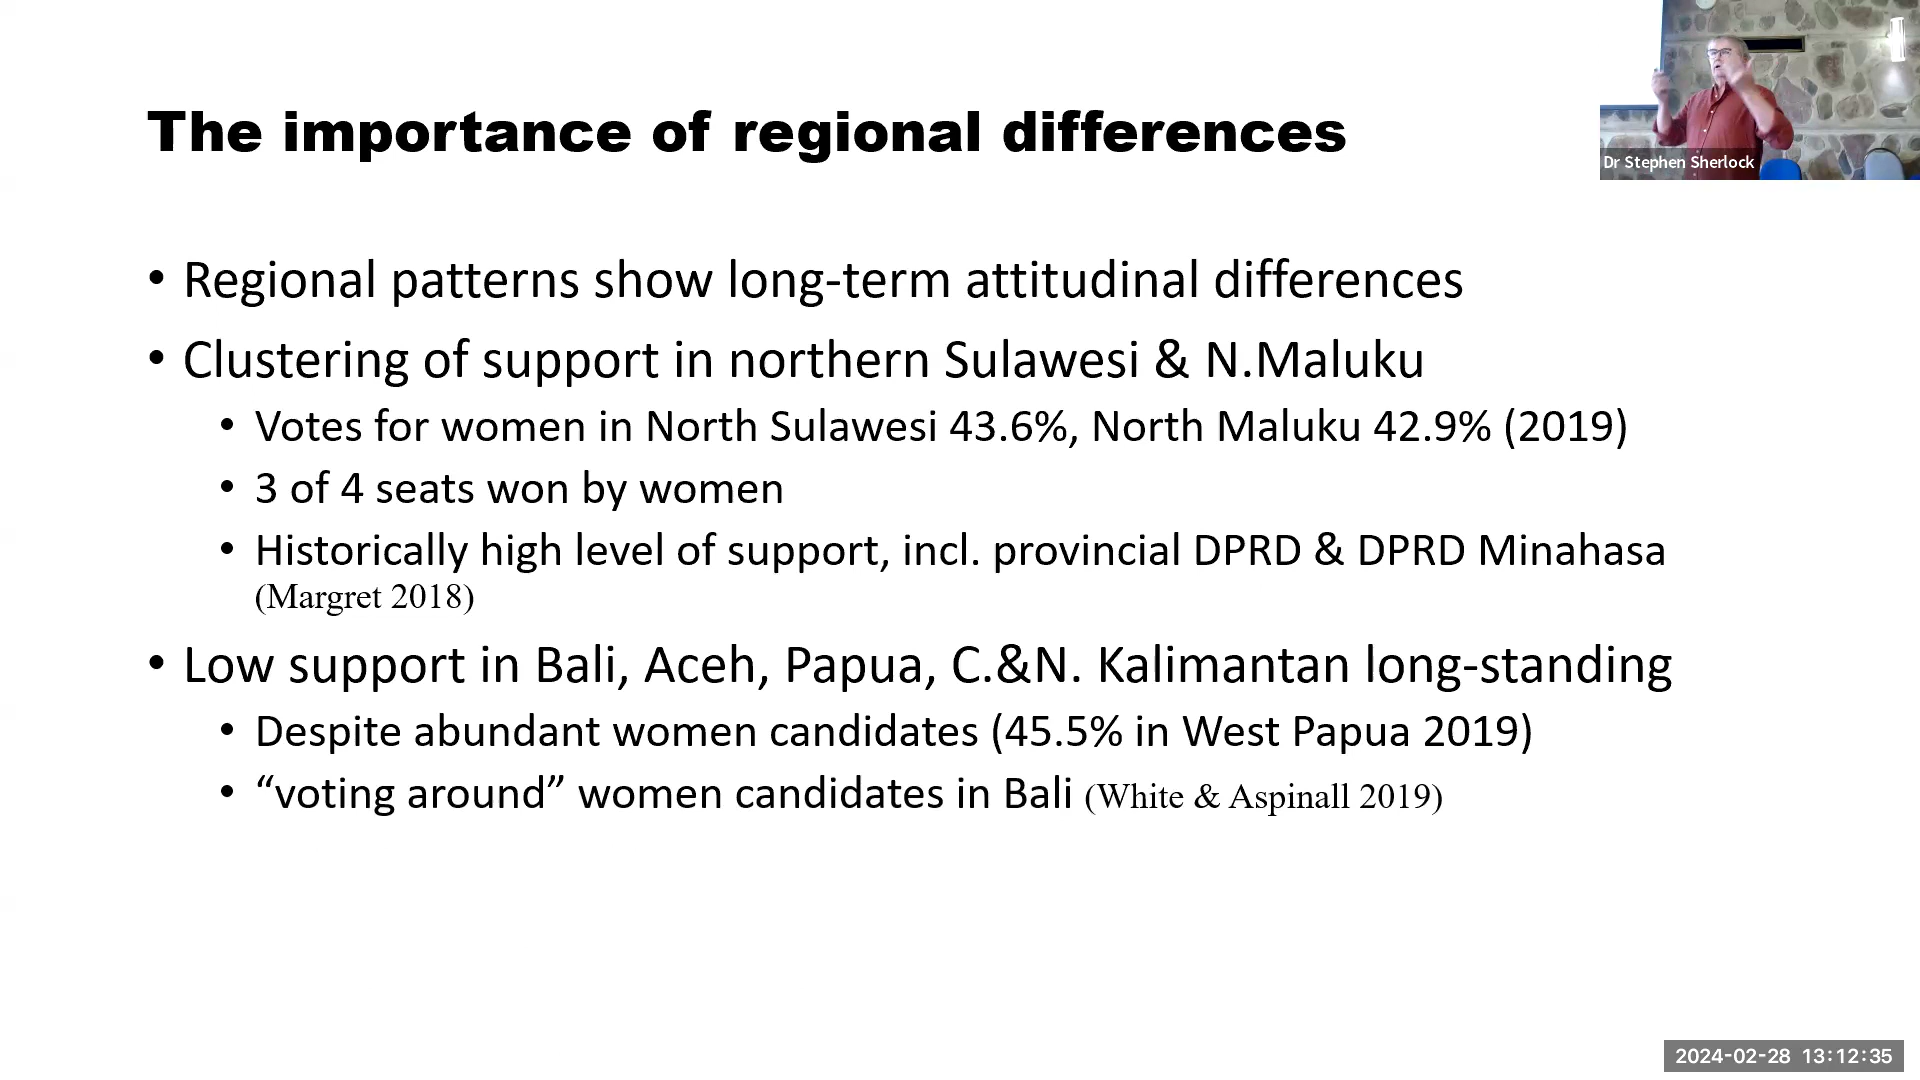 The importance of regional differences
Dr Stephen Sherlock
• Regional patterns show long-term attitudinal differences
• Clustering of support in northern Sulawesi & N.Maluku
• Votes for women in North Sulawesi 43.6%, North Maluku 42.9% (2019)
• 3 of 4 seats won by women
• Historically high level of support, incl. provincial DPRD & DPRD Minahasa
(Margret 2018)
• Low support in Bali, Aceh, Papua, C.&N. Kalimantan long-standing
• Despite abundant women candidates (45.5% in West Papua 2019)
• “voting around” women candidates in Bali (White & Aspinall 2019)
2024-02-28 13:12:35